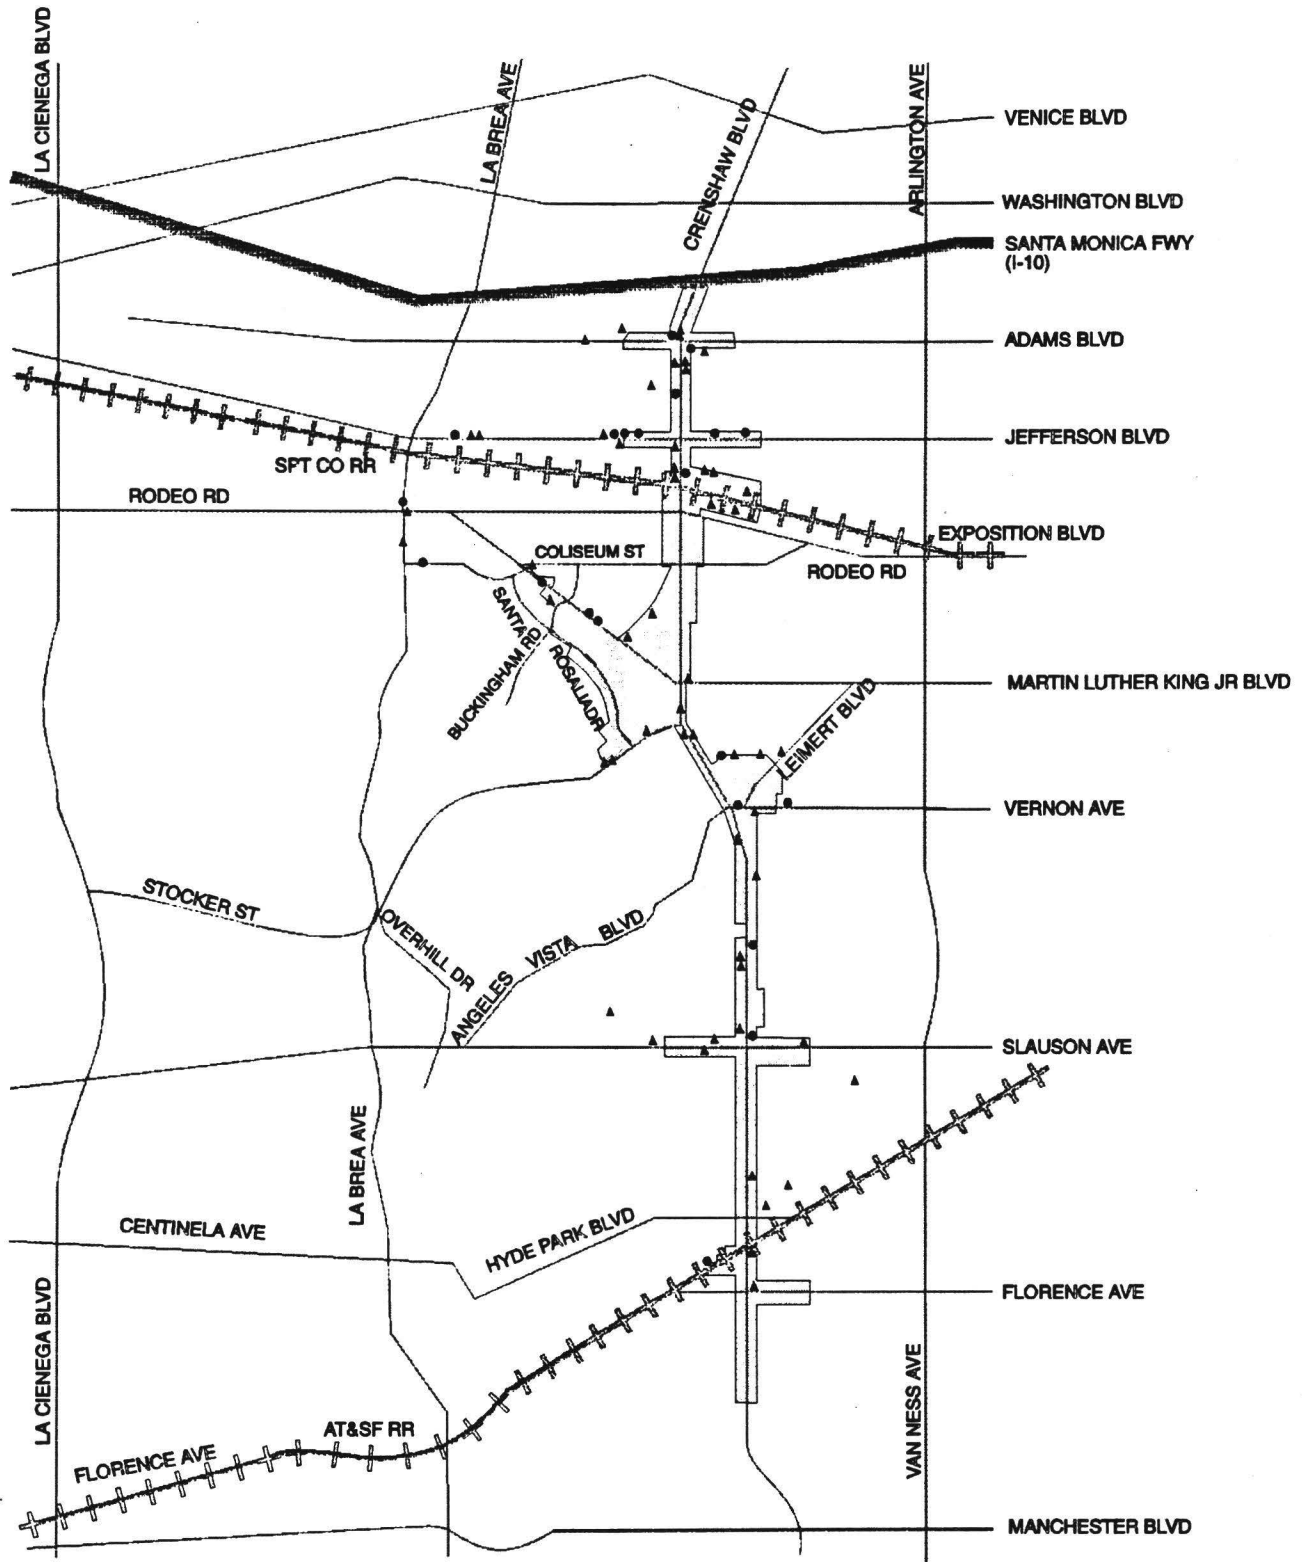 LA CIENEGA BLVD
LA BREA AVE
CRENSHAW BLVD
ARLINGTON AVE
VENICE BLVD
WASHINGTON BLVD
SANTA MONICA FWY
(I-10)
ADAMS BLVD
JEFFERSON BLVD
SPT CO RR
RODEO RD
EXPOSITION BLVD
COLISEUM ST
RODEO RD
SANTA
ROSALIA DR
BUCKINGHAM RD
MARTIN LUTHER KING JR BLVD
LEIMERT BLVD
VERNON AVE
STOCKER ST
OVERHILL DR
ANGELES VISTA BLVD
SLAUSON AVE
LA BREA AVE
CENTINELA AVE
HYDE PARK BLVD
FLORENCE AVE
LA CIENEGA BLVD
VAN NESS AVE
AT&SF RR
FLORENCE AVE
MANCHESTER BLVD